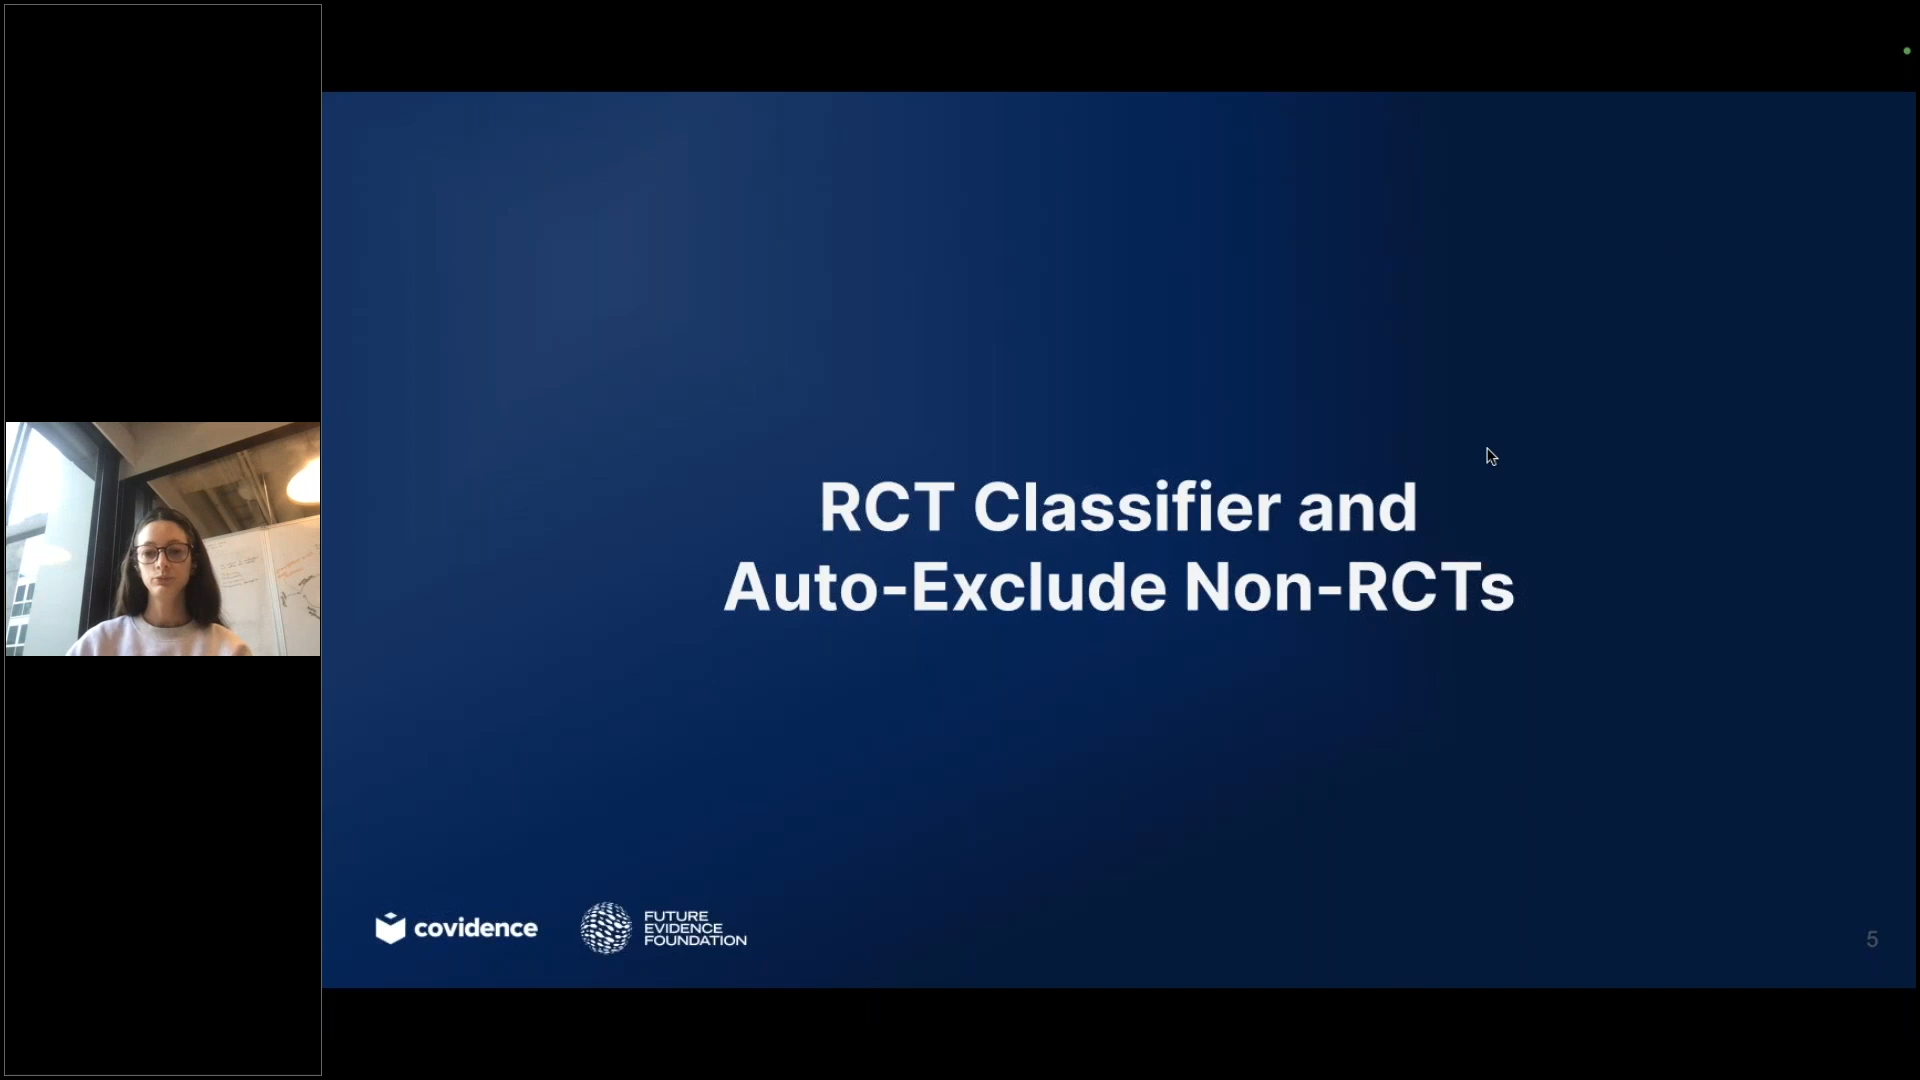 RCT Classifier and
Auto-Exclude Non-RCTs
covidence
FUTURE
EVIDENCE
FOUNDATION
5